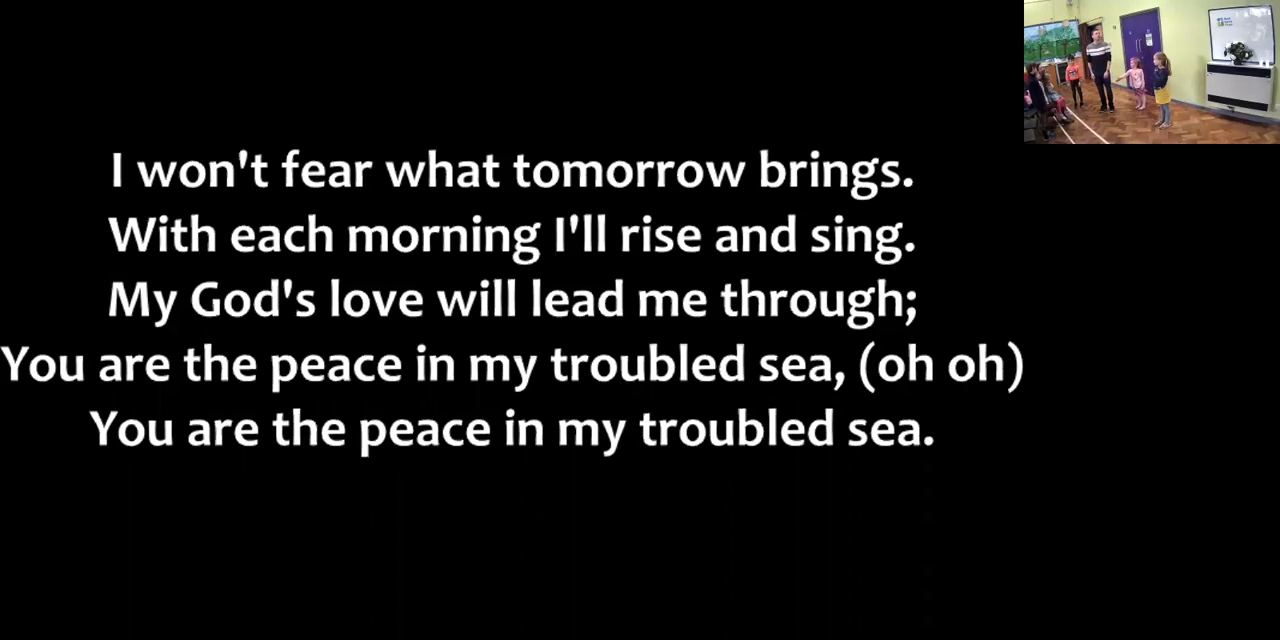 I won't fear what tomorrow brings.
With each morning I'll rise and sing.
My God's love will lead me through;
You are the peace in my troubled sea, (oh oh)
You are the peace in my troubled sea.